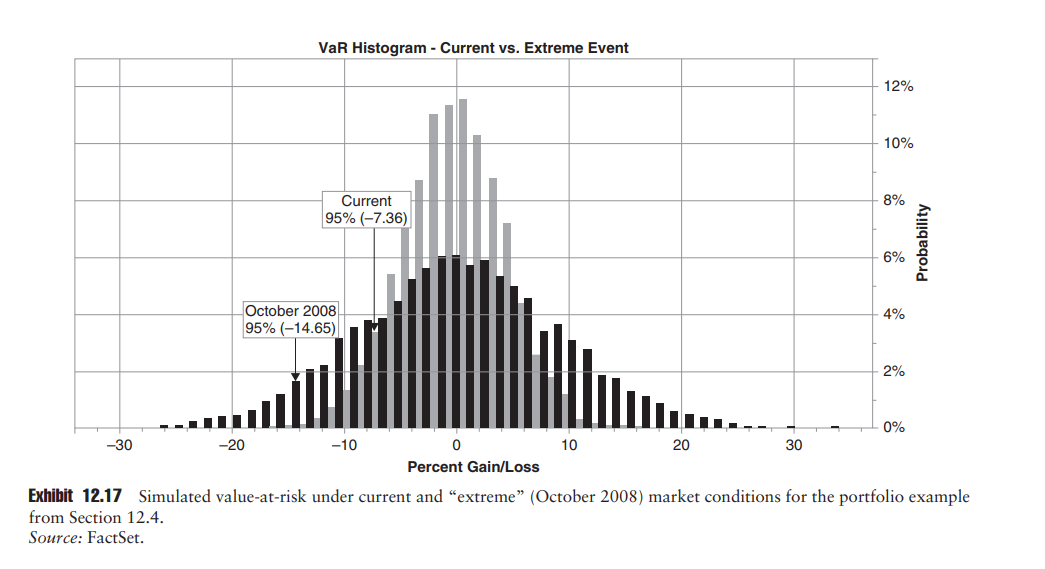 VaR Histogram - Current vs. Extreme Event
12%
10%
Current
95% (–7.36)
8%
Probability
6%
October 2008
95% (–14.65)
4%
2%
0%
–30 –20 –10 0 10 20 30
Percent Gain/Loss
Exhibit 12.17 Simulated value-at-risk under current and “extreme” (October 2008) market conditions for the portfolio example
from Section 12.4.
Source: FactSet.